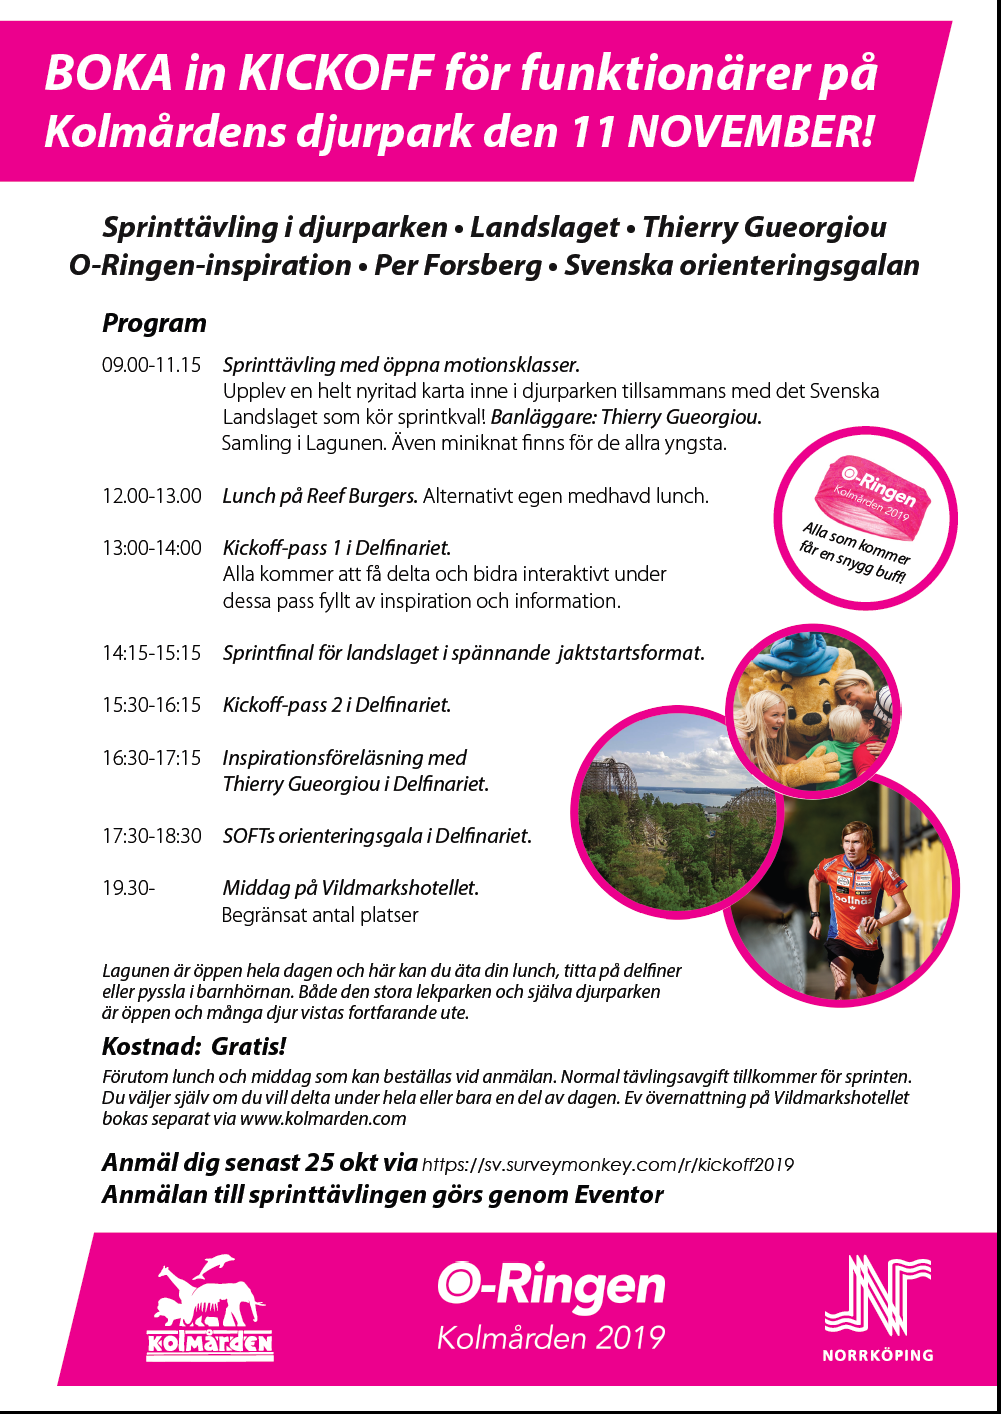 BOKA in KICKOFF för funktionärer på
Kolmårdens djurpark den 11 NOVEMBER!
Sprinttävling i djurparken • Landslaget • Thierry Gueorgiou
O-Ringen-inspiration • Per Forsberg • Svenska orienteringsgalan
Program
09.00-11.15 Sprinttävling med öppna motionsklasser.
Upplev en helt nyritad karta inne i djurparken tillsammans med det Svenska
Landslaget som kör sprintkval! Banläggare: Thierry Gueorgiou.
Samling i Lagunen. Även miniknat finns för de allra yngsta.
12.00-13.00 Lunch på Reef Burgers. Alternativt egen medhavd lunch.
13:00-14:00 Kickoff-pass 1 i Delfinariet.
Alla kommer att få delta och bidra interaktivt under
dessa pass fyllt av inspiration och information.
O-Ringen
Kolmården 2019
Alla som kommer
får en snygg buff!
14:15-15:15 Sprintfinal för landslaget i spännande jaktstartsformat.
15:30-16:15 Kickoff-pass 2 i Delfinariet.
16:30-17:15 Inspirationsföreläsning med
Thierry Gueorgiou i Delfinariet.
17:30-18:30 SOFTs orienteringsgala i Delfinariet.
19.30- Middag på Vildmarkshotellet.
Begränsat antal platser
Lagunen är öppen hela dagen och här kan du äta din lunch, titta på delfiner
eller pyssla i barnhörnan. Både den stora lekparken och själva djurparken
är öppen och många djur vistas fortfarande ute.
Kostnad: Gratis!
Förutom lunch och middag som kan beställas vid anmälan. Normal tävlingsavgift tillkommer för sprinten.
Du väljer själv om du vill delta under hela eller bara en del av dagen. Ev övernattning på Vildmarkshotellet
bokas separat via www.kolmarden.com
Anmäl dig senast 25 okt via https://sv.surveymonkey.com/r/kickoff2019
Anmälan till sprinttävlingen görs genom Eventor
KOLMÅRDEN
O-Ringen
Kolmården 2019
NORRKÖPING